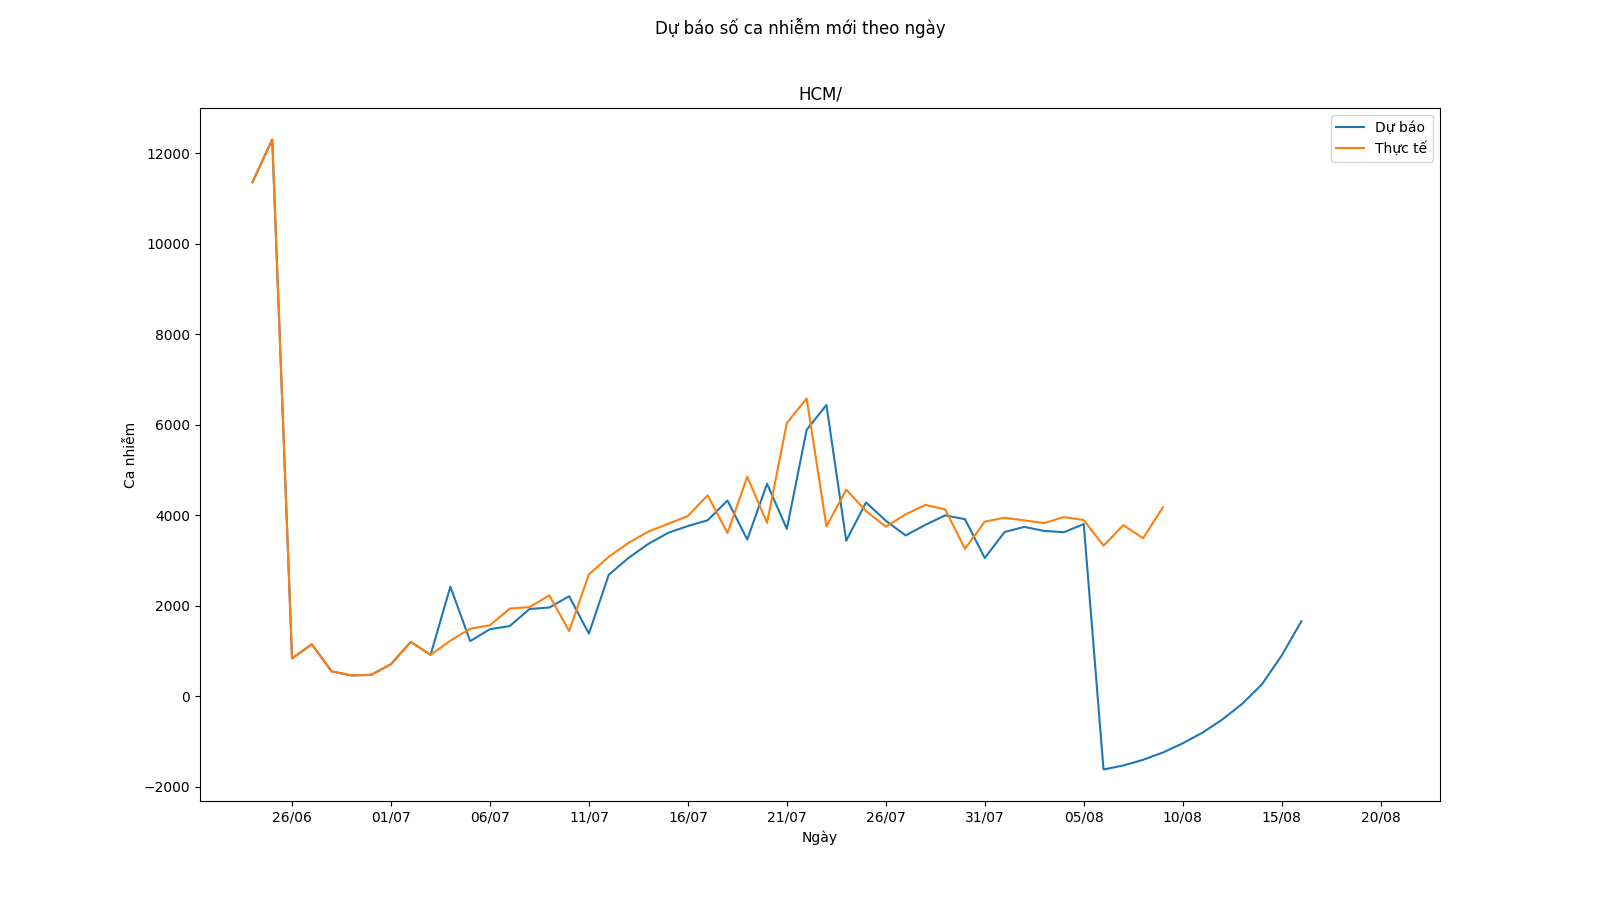 Dự báo số ca nhiễm mới theo ngày
HCM/
Dự báo
Thực tế
12000
10000
8000
6000
4000
2000
0
−2000
Ca nhiễm
26/06 01/07 06/07 11/07 16/07 21/07 26/07 31/07 05/08 10/08 15/08 20/08
Ngày